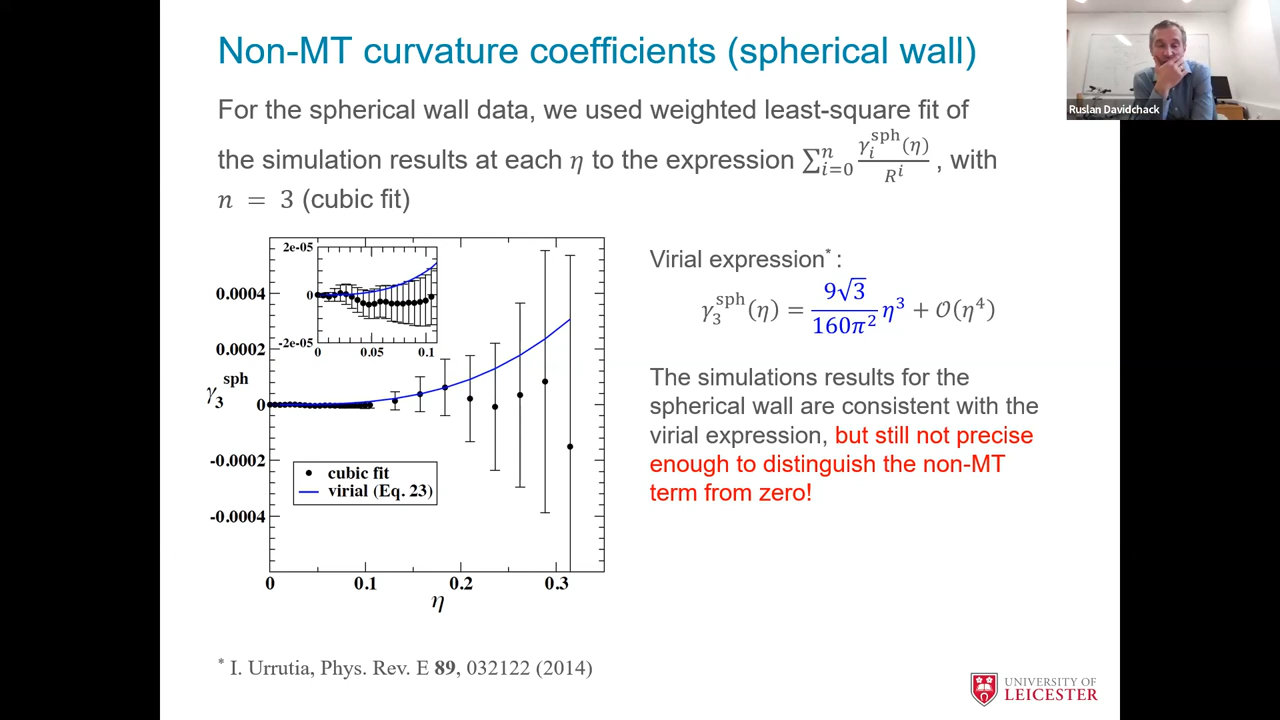 Non-MT curvature coefficients (spherical wall)
Ruslan Davidchack
For the spherical wall data, we used weighted least-square fit of
the simulation results at each η to the expression ∑ⁿᵢ₌₀ γᵢˢᵖʰ(η)/Rⁱ , with
n = 3 (cubic fit)
2e-05
0
-2e-05
0 0.05 0.1
0.0004
0.0002
0
-0.0002
-0.0004
γ₃ˢᵖʰ
cubic fit
virial (Eq. 23)
0 0.1 0.2 0.3
η
Virial expression* :
γ₃ˢᵖʰ(η) = 9√3/160π² η³ + 𝒪(η⁴)
The simulations results for the
spherical wall are consistent with the
virial expression, but still not precise
enough to distinguish the non-MT
term from zero!
* I. Urrutia, Phys. Rev. E 89, 032122 (2014)
UNIVERSITY OF
LEICESTER